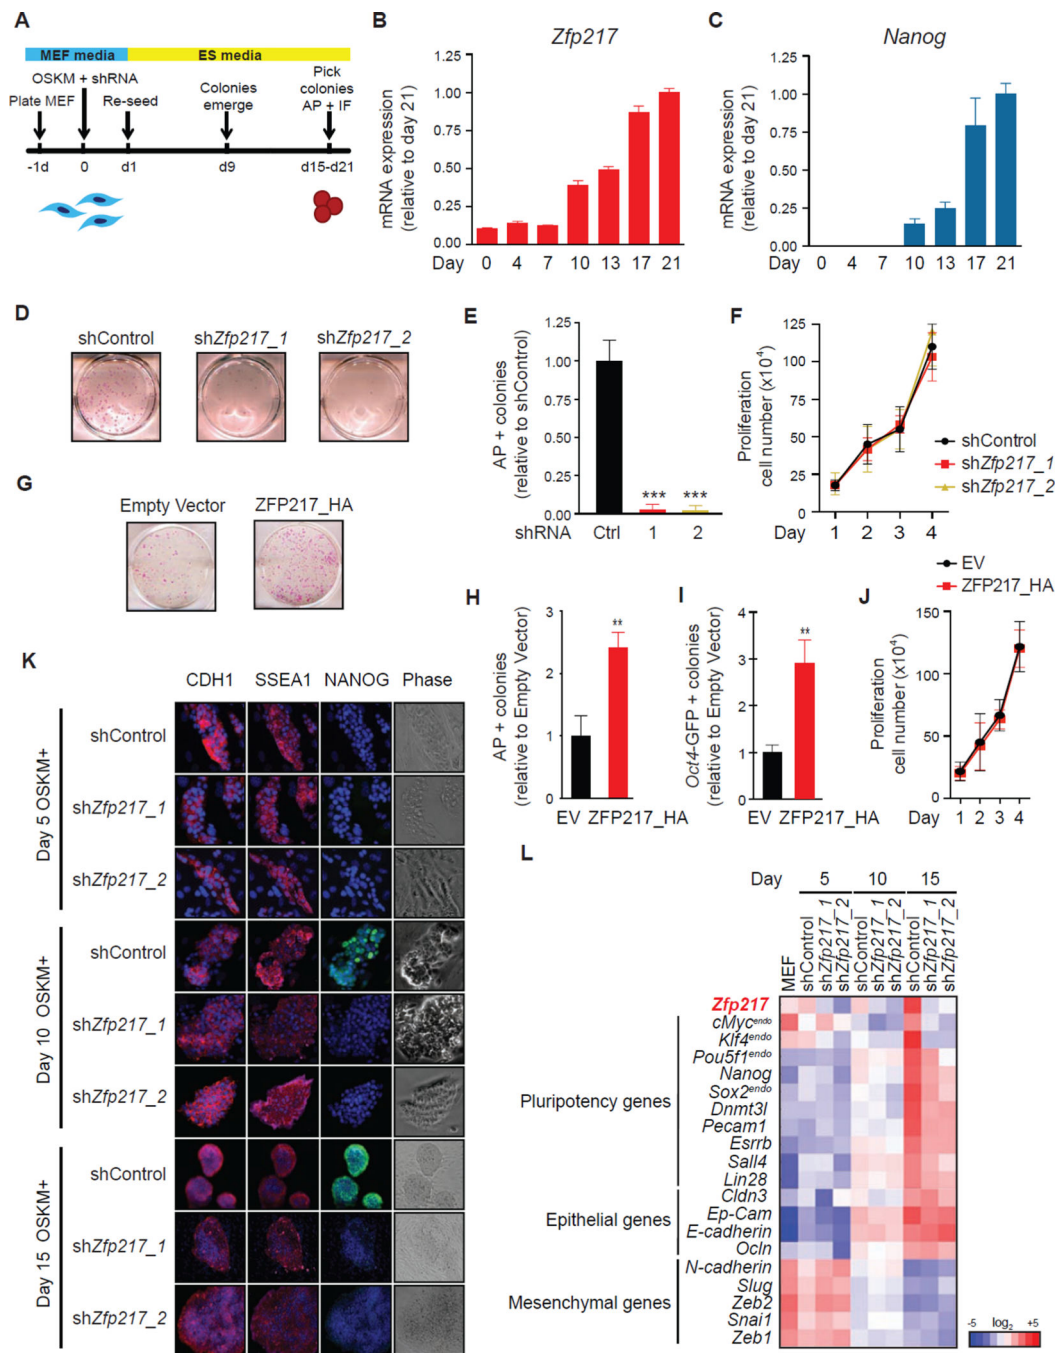 A
MEF media
ES media
OSKM + shRNA
Plate MEF
Re-seed
Colonies
emerge
Pick
colonies
AP + IF
-1d
0
d1
d9
d15-d21
B
Zfp217
mRNA expression
(relative to day 21)
1.25
1.00
0.75
0.50
0.25
0.00
Day 0 4 7 10 13 17 21
C
Nanog
mRNA expression
(relative to day 21)
1.25
1.00
0.75
0.50
0.25
0.00
Day 0 4 7 10 13 17 21
D
shControl
shZfp217_1
shZfp217_2
E
AP + colonies
(relative to shControl)
1.25
1.00
0.75
0.50
0.25
0.00
*** ***
shRNA Ctrl 1 2
F
Proliferation
cell number (x10⁴)
125
100
75
50
25
0
Day 1 2 3 4
shControl
shZfp217_1
shZfp217_2
G
Empty Vector
ZFP217_HA
H
AP + colonies
(relative to Empty Vector)
3
2
1
0
**
EV ZFP217_HA
I
Oct4-GFP + colonies
(relative to Empty Vector)
4
3
2
1
0
**
EV ZFP217_HA
J
EV
ZFP217_HA
Proliferation
cell number (x10⁴)
150
100
50
0
Day 1 2 3 4
K
CDH1 SSEA1 NANOG Phase
Day 5 OSKM+
shControl
shZfp217_1
shZfp217_2
Day 10 OSKM+
shControl
shZfp217_1
shZfp217_2
Day 15 OSKM+
shControl
shZfp217_1
shZfp217_2
L
Day 5 10 15
MEF
shControl
shZfp217_1
shZfp217_2
shControl
shZfp217_1
shZfp217_2
shControl
shZfp217_1
shZfp217_2
Zfp217
Pluripotency genes
cMycᵉⁿᵈᵒ
Klf4ᵉⁿᵈᵒ
Pou5f1ᵉⁿᵈᵒ
Nanog
Sox2ᵉⁿᵈᵒ
Dnmt3l
Pecam1
Esrrb
Sall4
Lin28
Epithelial genes
Cldn3
Ep-Cam
E-cadherin
Ocln
Mesenchymal genes
N-cadherin
Slug
Zeb2
Snai1
Zeb1
-5 log₂ +5